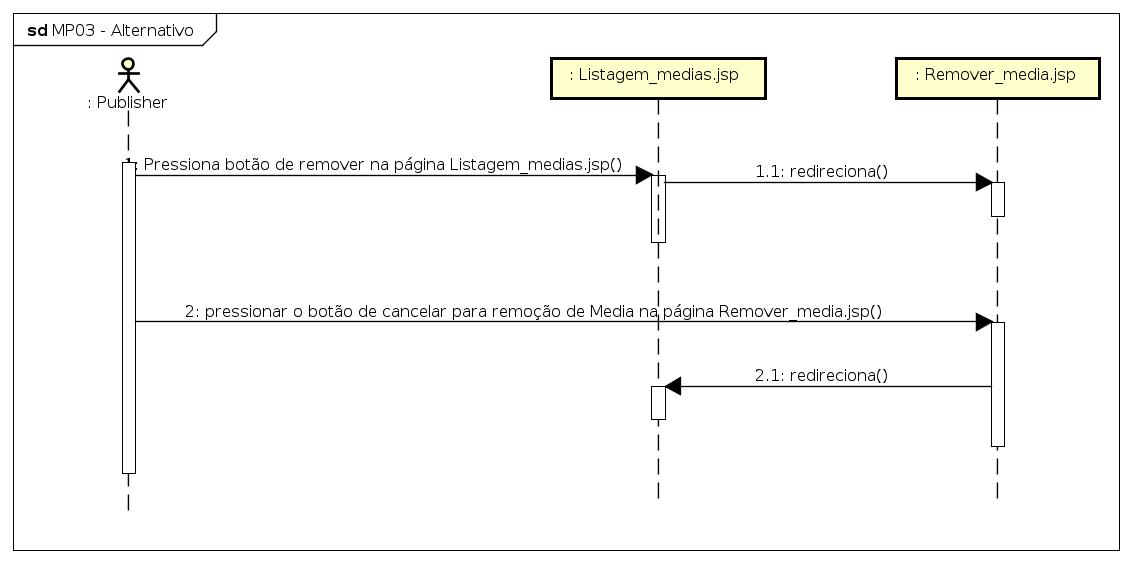 sd MP03 - Alternativo
: Publisher
: Listagem_medias.jsp
: Remover_media.jsp
1: Pressiona botão de remover na página Listagem_medias.jsp()
1.1: redireciona()
2: pressionar o botão de cancelar para remoção de Media na página Remover_media.jsp()
2.1: redireciona()